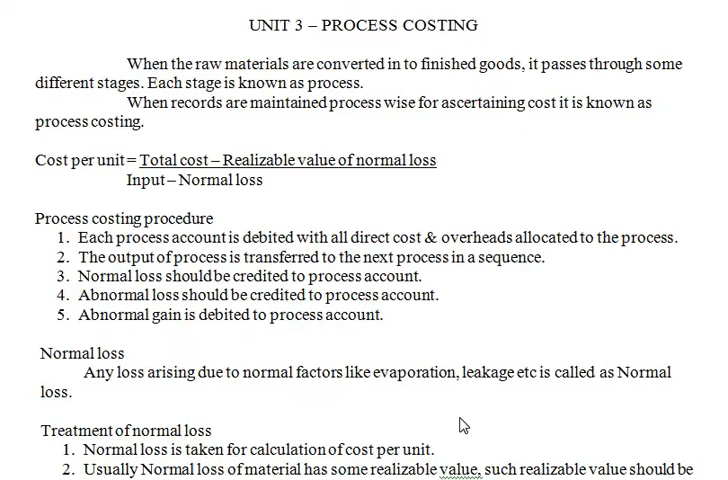 UNIT 3 – PROCESS COSTING
When the raw materials are converted in to finished goods, it passes through some
different stages. Each stage is known as process.
When records are maintained process wise for ascertaining cost it is known as
process costing.
Cost per unit = Total cost – Realizable value of normal loss
Input – Normal loss
Process costing procedure
1. Each process account is debited with all direct cost & overheads allocated to the process.
2. The output of process is transferred to the next process in a sequence.
3. Normal loss should be credited to process account.
4. Abnormal loss should be credited to process account.
5. Abnormal gain is debited to process account.
Normal loss
Any loss arising due to normal factors like evaporation, leakage etc is called as Normal
loss.
Treatment of normal loss
1. Normal loss is taken for calculation of cost per unit.
2. Usually Normal loss of material has some realizable value, such realizable value should be